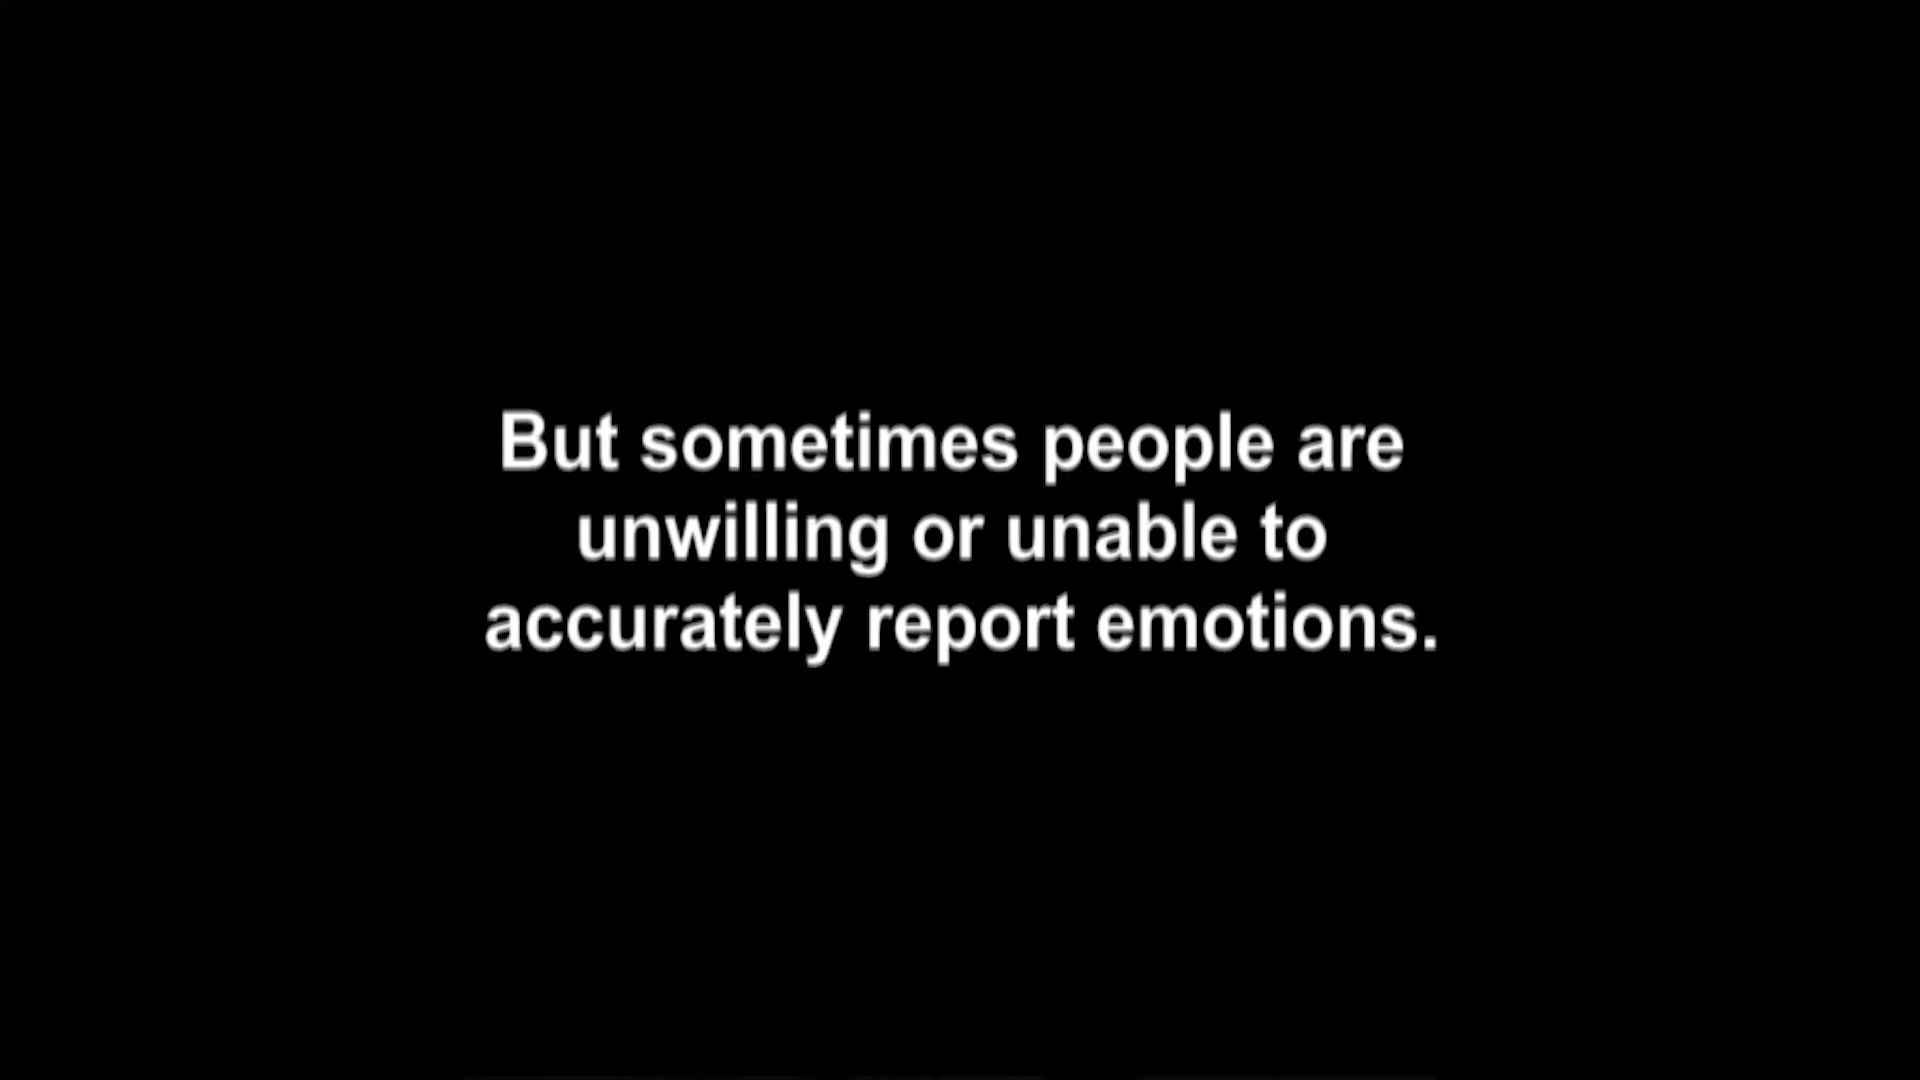 But sometimes people are
unwilling or unable to
accurately report emotions.